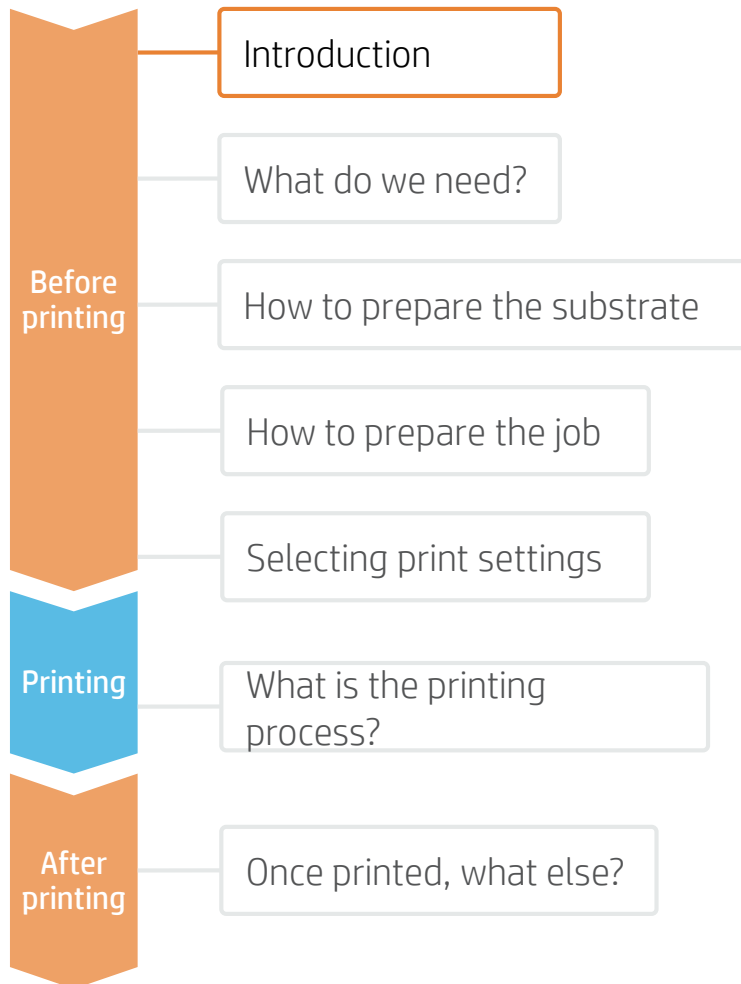 Introduction
What do we need?
Before
printing
How to prepare the substrate
How to prepare the job
Selecting print settings
Printing
What is the printing
process?
After
printing
Once printed, what else?